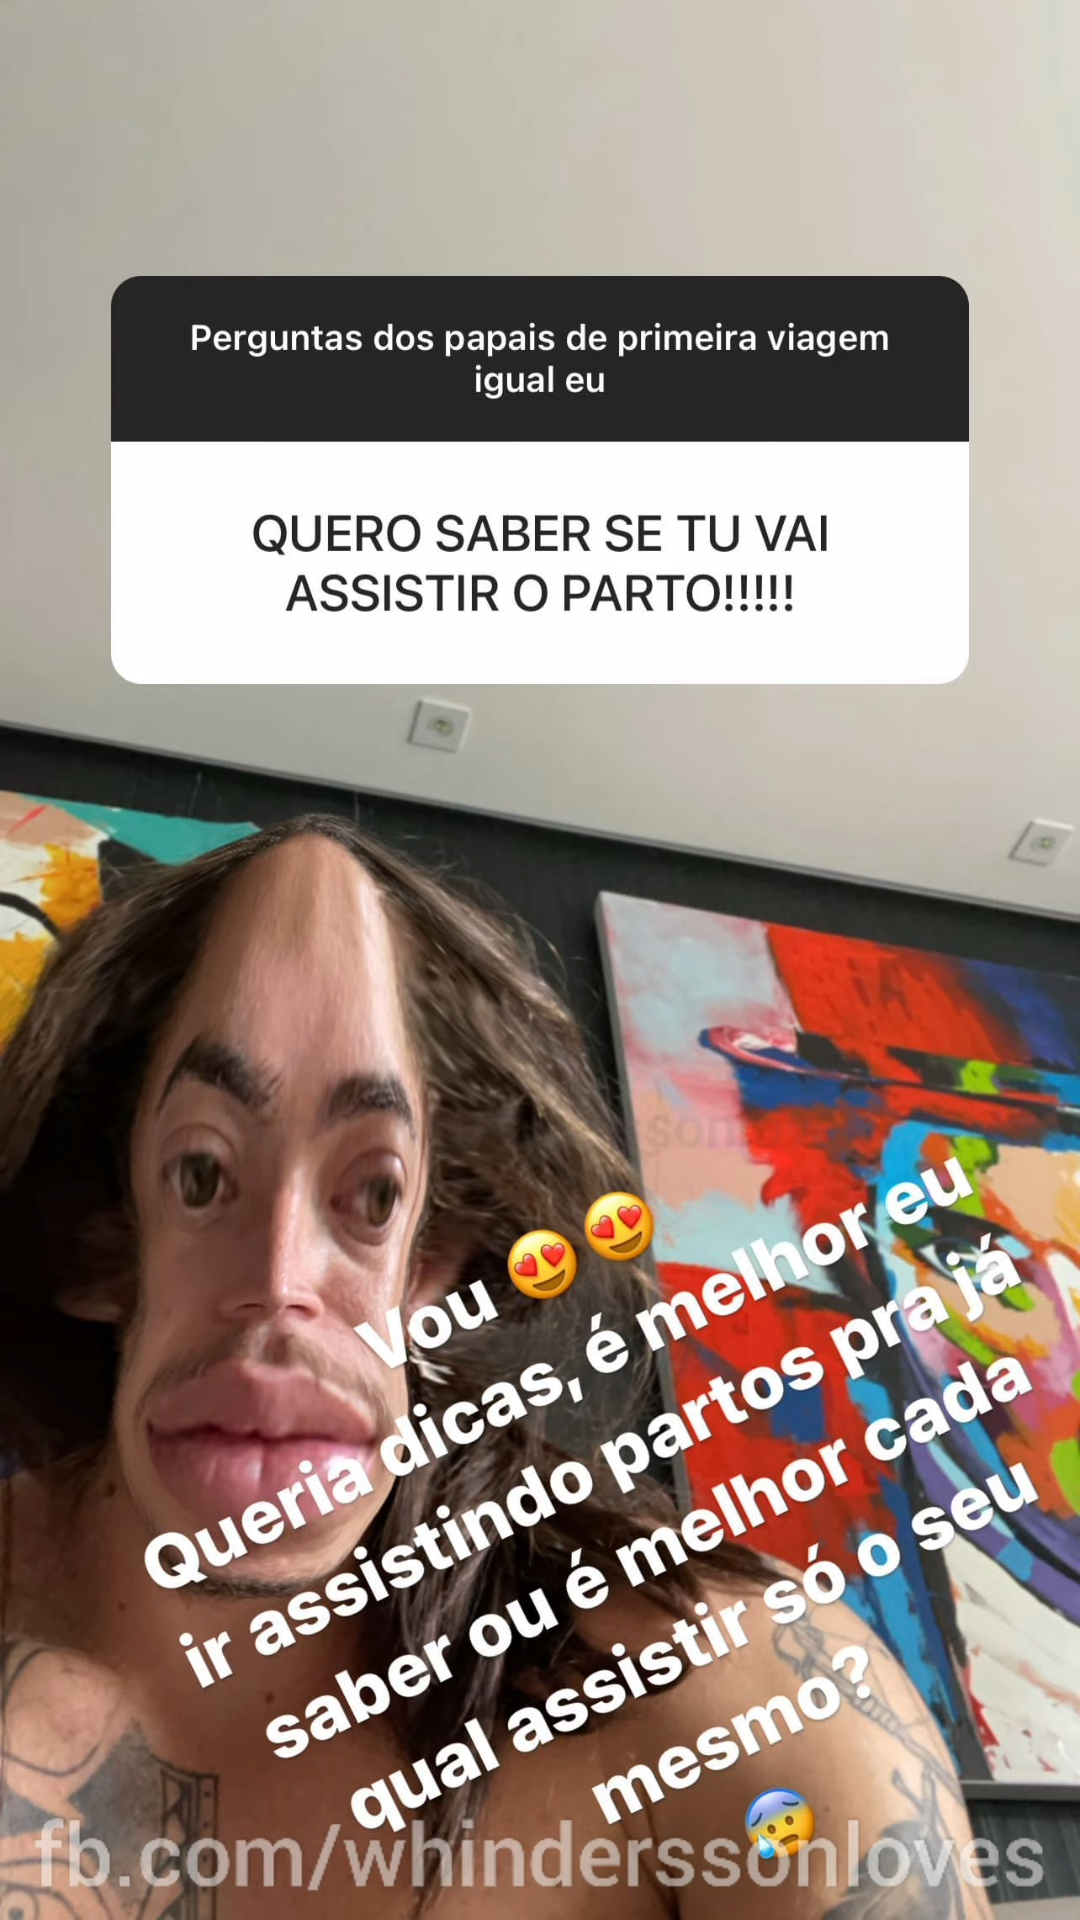 Perguntas dos papais de primeira viagem
igual eu
QUERO SABER SE TU VAI
ASSISTIR O PARTO!!!!!
Vou 😍😍
Queria dicas, é melhor eu
ir assistindo partos pra já
saber ou é melhor cada
qual assistir só o seu
mesmo?
😰
fb.com/whinderssonloves